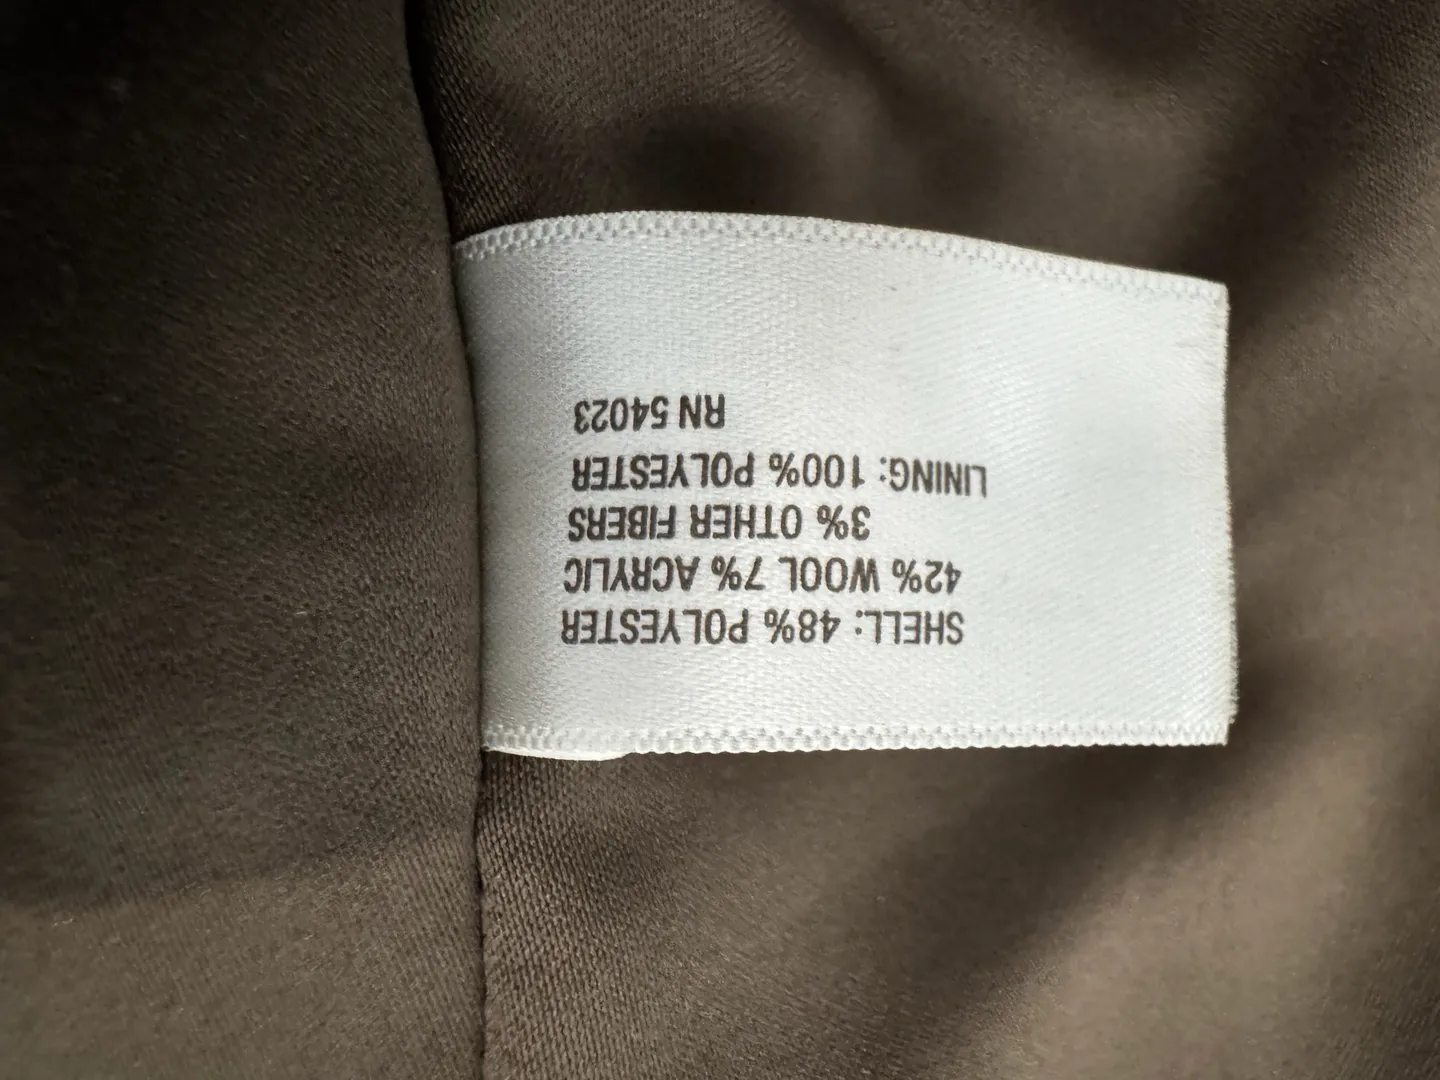 SHELL: 48% POLYESTER
42% WOOL 7% ACRYLIC
3% OTHER FIBERS
LINING: 100% POLYESTER
RN 54023